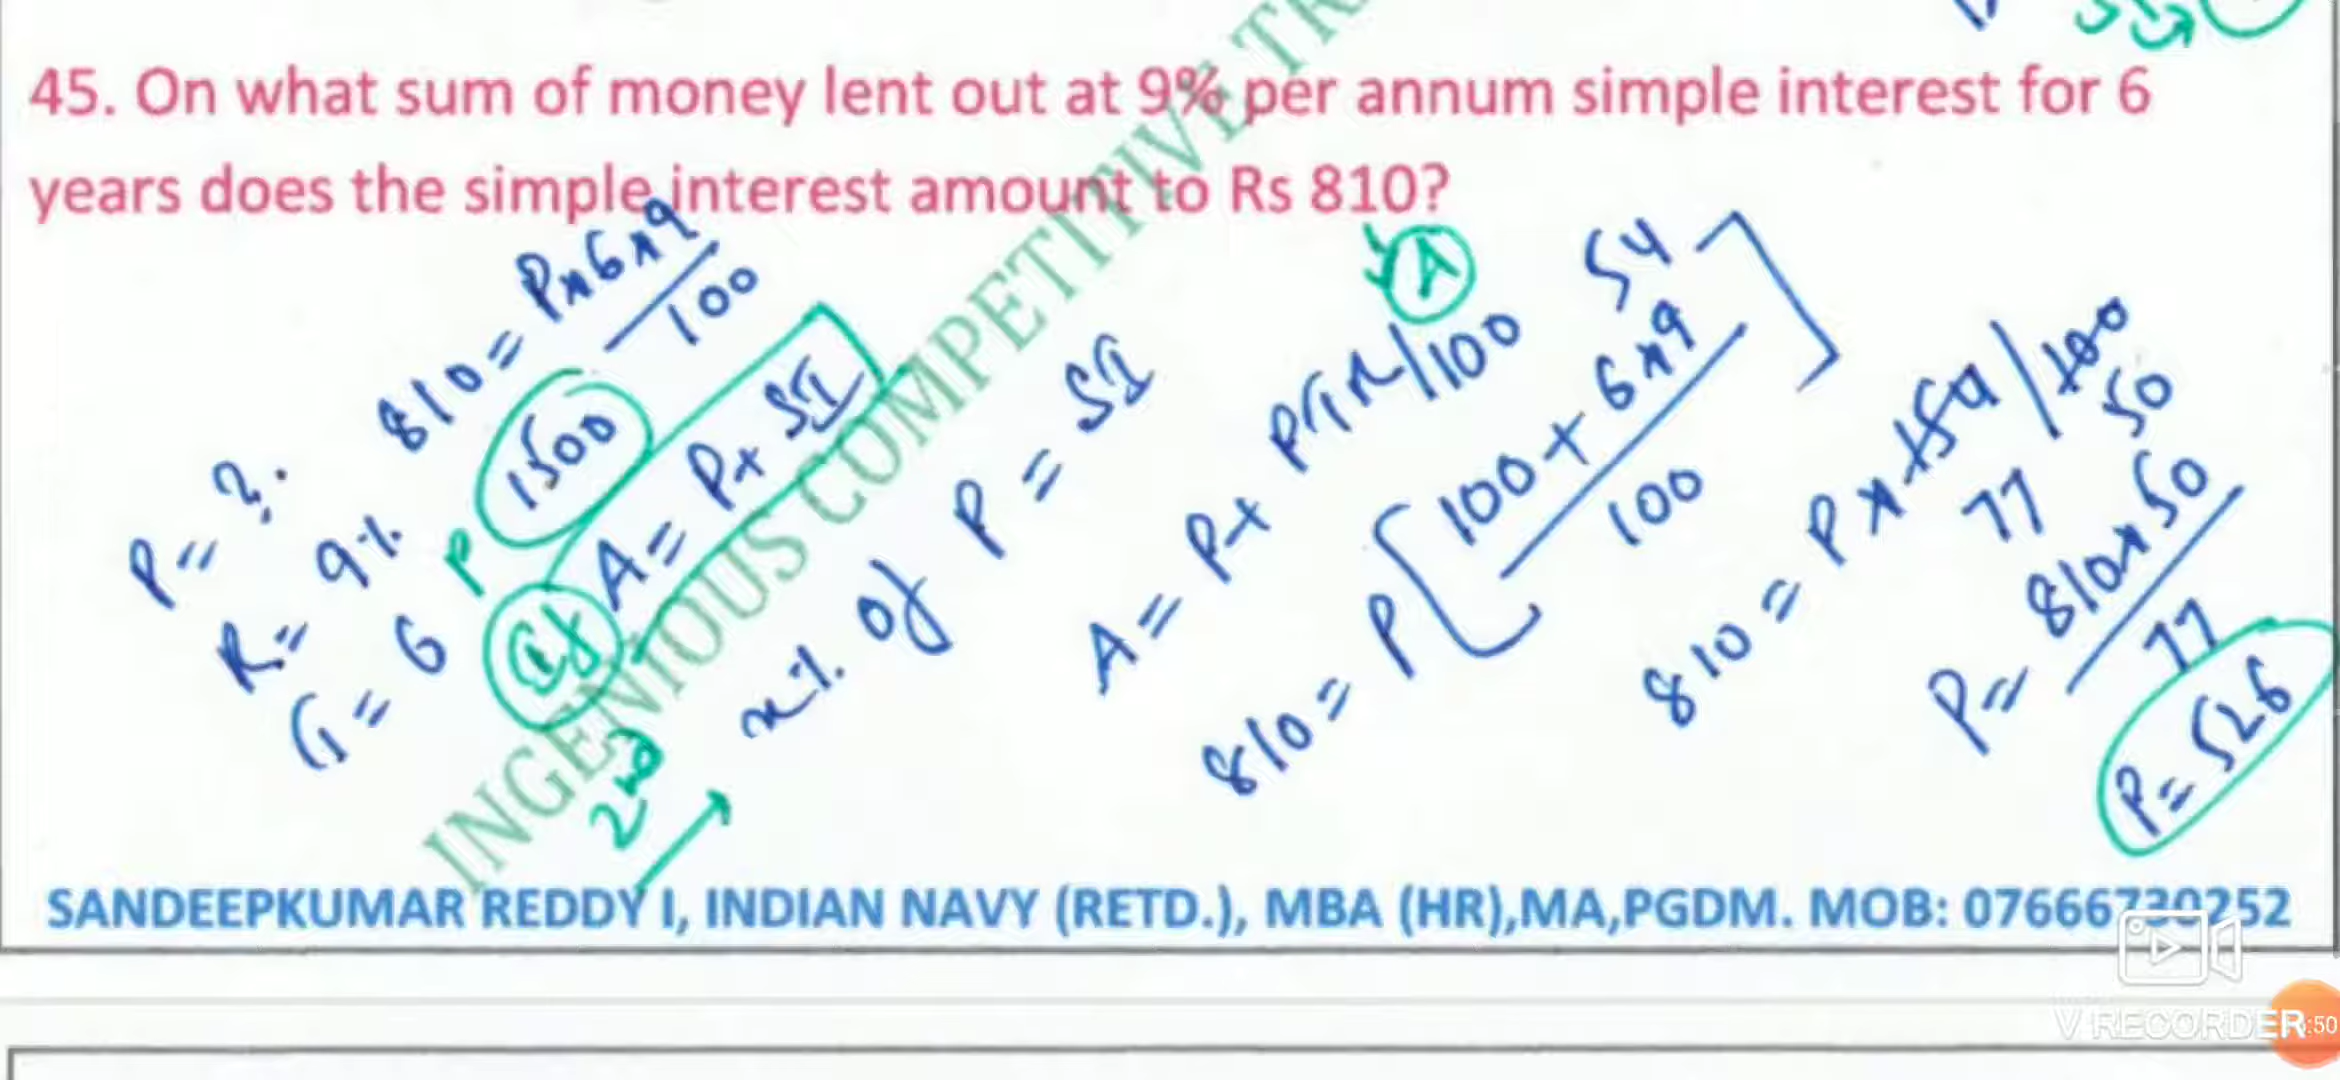 45. On what sum of money lent out at 9% per annum simple interest for 6
years does the simple interest amount to Rs 810?
P = ?.
R = 9%
T = 6
810 = P×6×9
100
P 1500
A = P+ SI
2nd
x% of P = SI
A
A = P+ PTR/100
54
810 = P [ 100 + 6×9
100 ]
810 = P × 154/100
77 50
P = 810×50
77
P = 526
INGENIOUS COMPETITIVE
SANDEEPKUMAR REDDY I, INDIAN NAVY (RETD.), MBA (HR),MA,PGDM. MOB: 07666730252
V RECORDER
:50